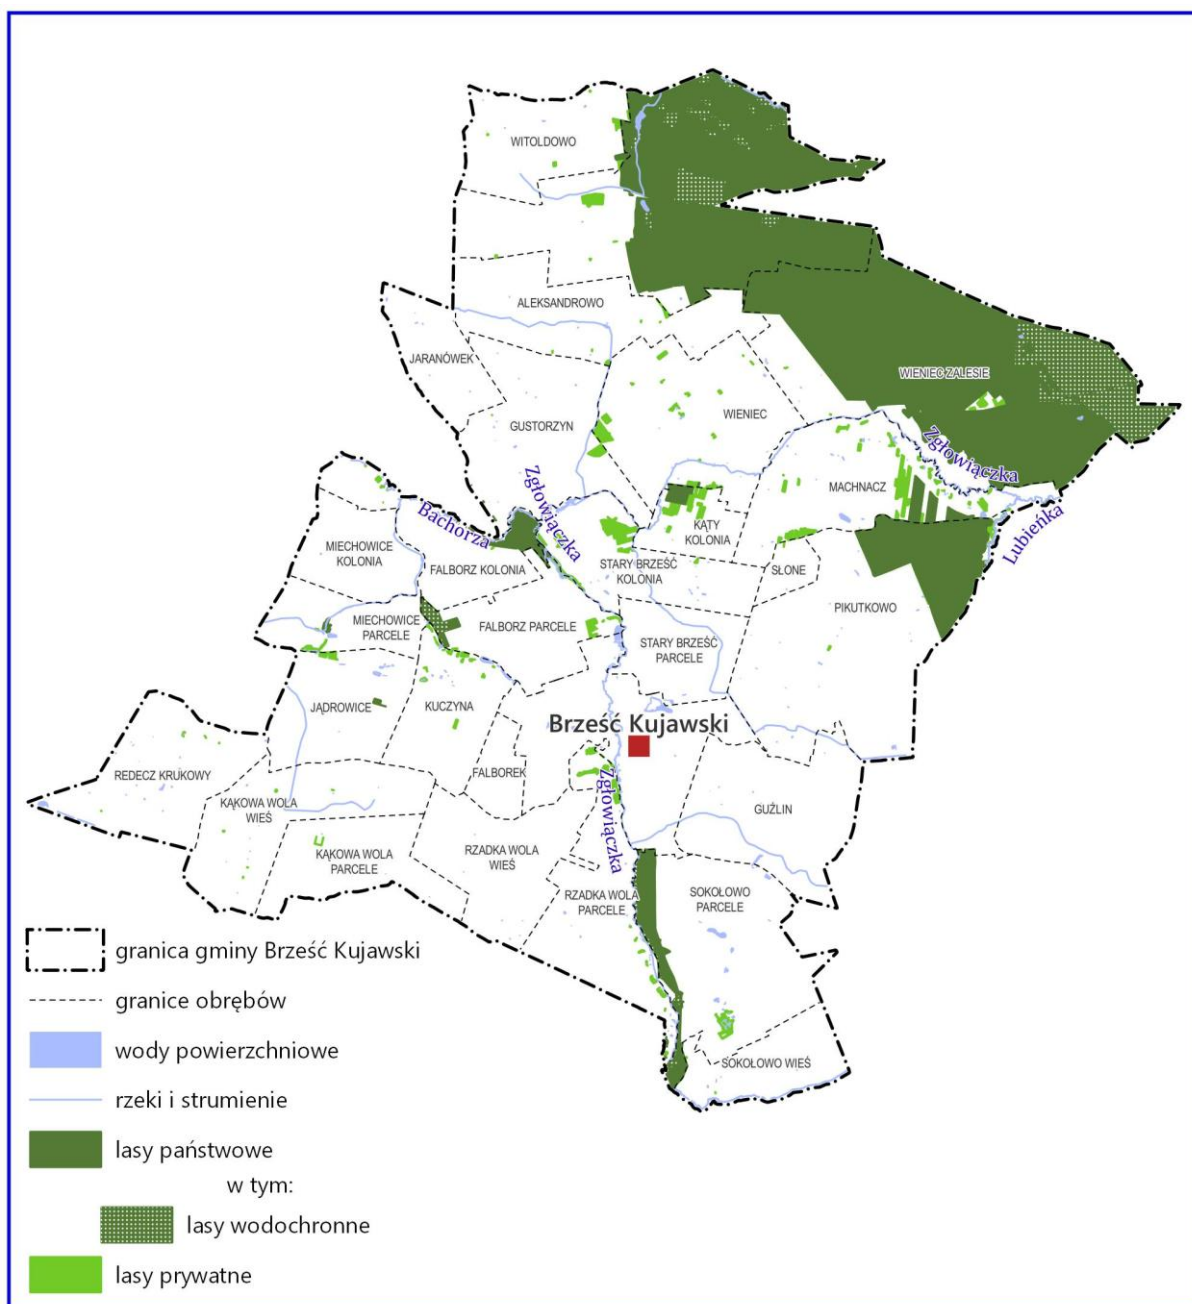 WITOLDOWO
ALEKSANDROWO
JARANÓWEK
WIENIEC ZALESIE
WIENIEC
GUSTORZYN
Zgłowiączka
Zgłowiączka
MACHNACZ
Bachorza
Lubieńka
KĄTY
KOLONIA
MIECHOWICE
KOLONIA
FALBORZ KOLONIA
STARY BRZEŚĆ
KOLONIA
SŁONE
PIKUTKOWO
MIECHOWICE
PARCELE
FALBORZ PARCELE
STARY BRZEŚĆ
PARCELE
JĄDROWICE
KUCZYNA
Brześć Kujawski
REDECZ KRUKOWY
FALBOREK
KĄKOWA WOLA
WIEŚ
Zgłowiączka
GUŹLIN
KĄKOWA WOLA
PARCELE
RZADKA WOLA
WIEŚ
RZADKA WOLA
PARCELE
SOKOŁOWO
PARCELE
SOKOŁOWO WIEŚ
granica gminy Brześć Kujawski
granice obrębów
wody powierzchniowe
rzeki i strumienie
lasy państwowe
w tym:
lasy wodochronne
lasy prywatne